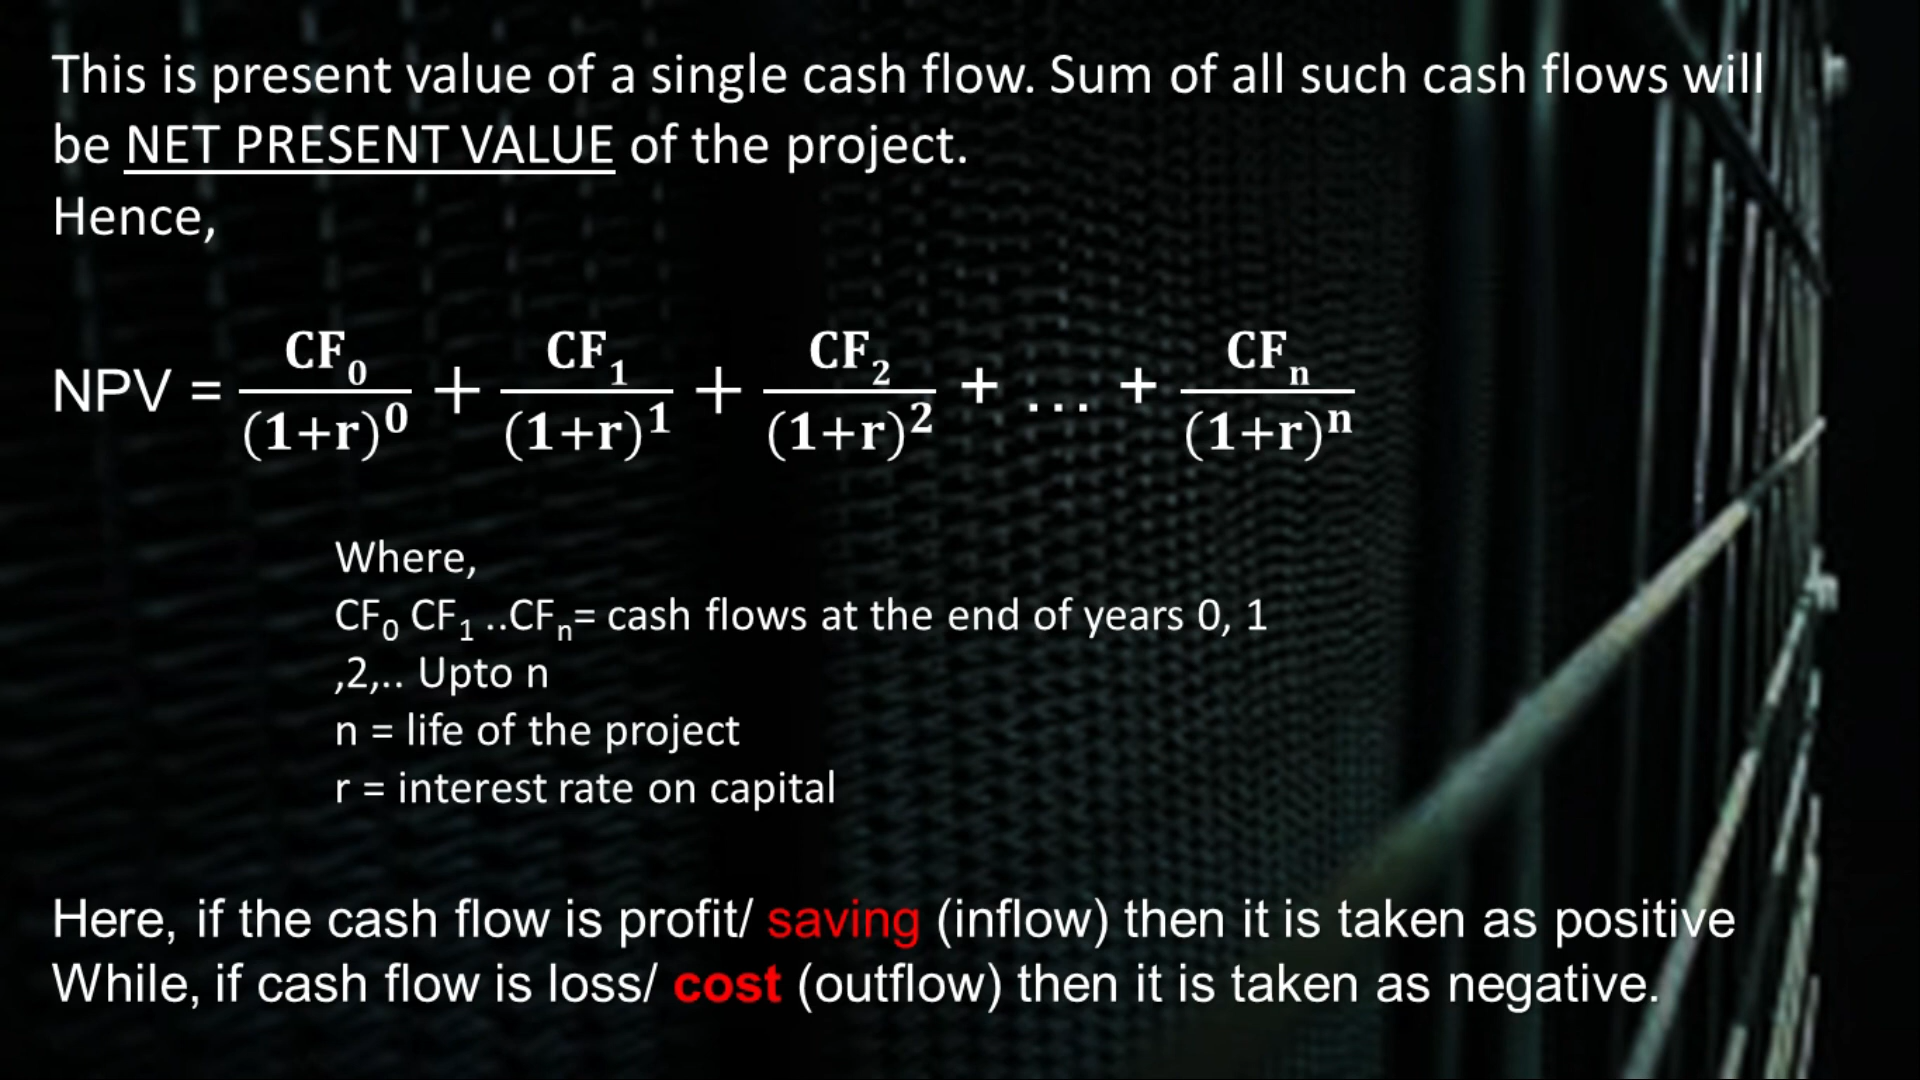 This is present value of a single cash flow. Sum of all such cash flows will
be NET PRESENT VALUE of the project.
Hence,
NPV = CF₀/(1+r)⁰ + CF₁/(1+r)¹ + CF₂/(1+r)² + ... + CFₙ/(1+r)ⁿ
Where,
CF₀ CF₁ ..CFₙ= cash flows at the end of years 0, 1
,2,.. Upto n
n = life of the project
r = interest rate on capital
Here, if the cash flow is profit/ saving (inflow) then it is taken as positive
While, if cash flow is loss/ cost (outflow) then it is taken as negative.